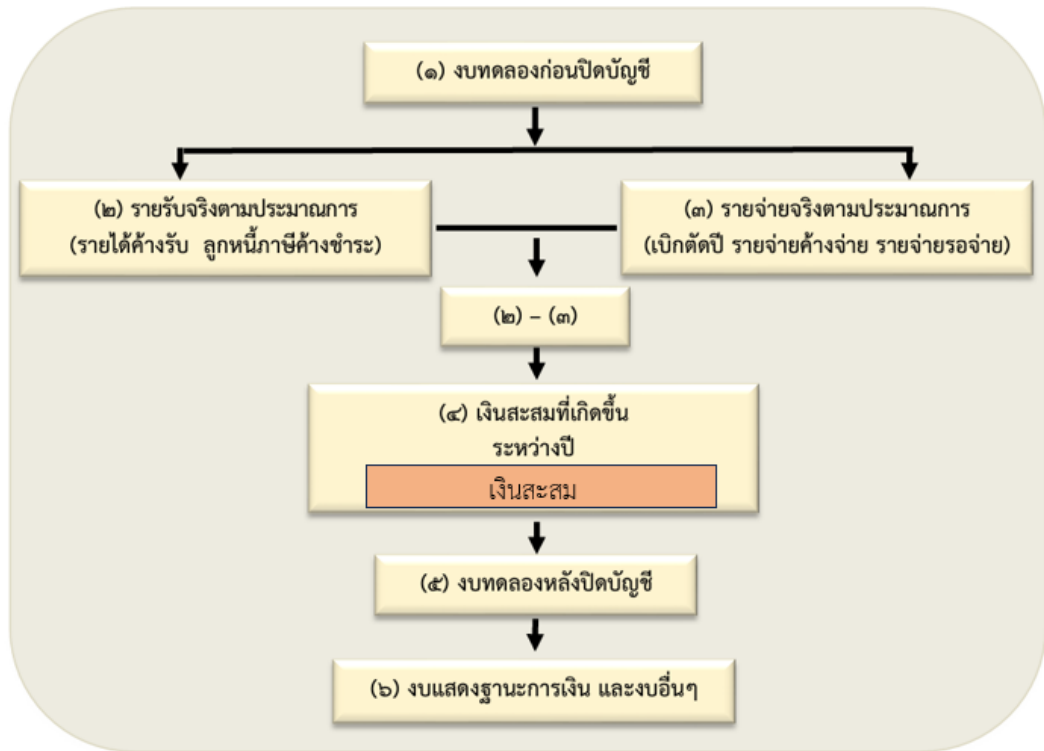 (๑) งบทดลองก่อนปิดบัญชี
(๒) รายรับจริงตามประมาณการ
(รายได้ค้างรับ ลูกหนี้ภาษีค้างชำระ)
(๓) รายจ่ายจริงตามประมาณการ
(เบิกตัดปี รายจ่ายค้างจ่าย รายจ่ายรอจ่าย)
(๒) – (๓)
(๔) เงินสะสมที่เกิดขึ้น
ระหว่างปี
เงินสะสม
(๕) งบทดลองหลังปิดบัญชี
(๖) งบแสดงฐานะการเงิน และงบอื่นๆ